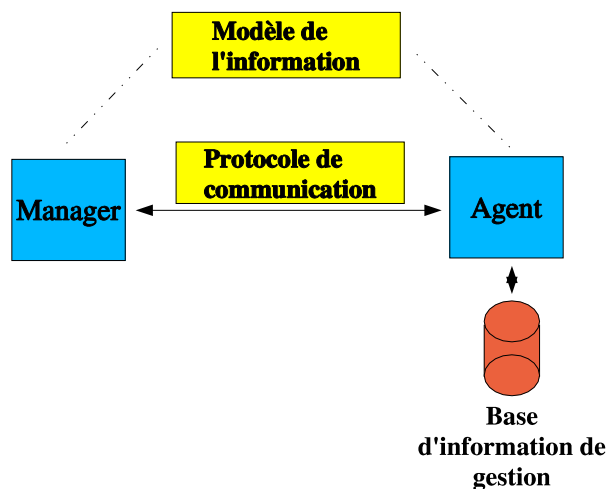 Modèle de
l'information
Protocole de
communication
Manager
Agent
Base
d'information de
gestion